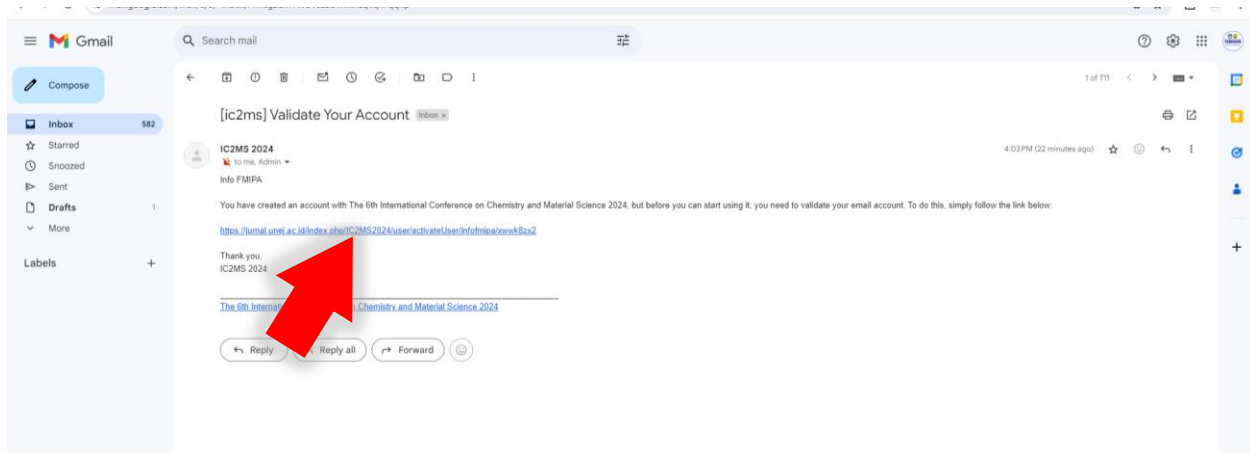 Gmail
Search mail
Compose
1 of 711
Inbox 582
Starred
Snoozed
Sent
Drafts 1
More
Labels
[ic2ms] Validate Your Account Inbox x
IC2MS 2024 4:03 PM (22 minutes ago)
to me, Admin
Info FMIPA
You have created an account with The 6th International Conference on Chemistry and Material Science 2024, but before you can start using it, you need to validate your email account. To do this, simply follow the link below:
https://jurnal.unej.ac.id/index.php/IC2MS2024/user/activateUser/infofmipa/xwwk8zx2
Thank you,
IC2MS 2024
The 6th Chemistry and Material Science 2024
Reply Reply all Forward